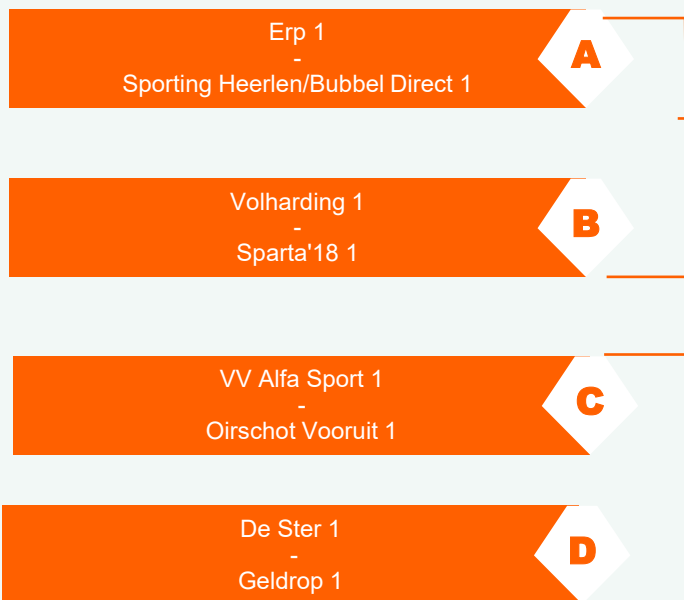 Erp 1
-
Sporting Heerlen/Bubbel Direct 1
A
Volharding 1
-
Sparta'18 1
B
VV Alfa Sport 1
-
Oirschot Vooruit 1
C
De Ster 1
-
Geldrop 1
D